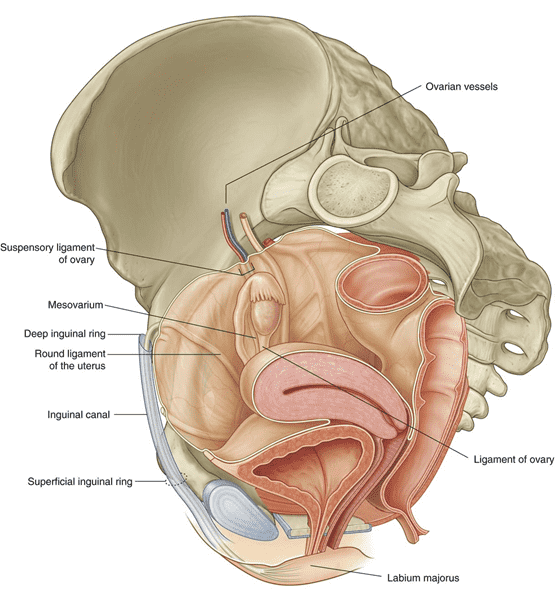 Ovarian vessels
Suspensory ligament
of ovary
Mesovarium
Deep inguinal ring
Round ligament
of the uterus
Inguinal canal
Ligament of ovary
Superficial inguinal ring
Labium majorus